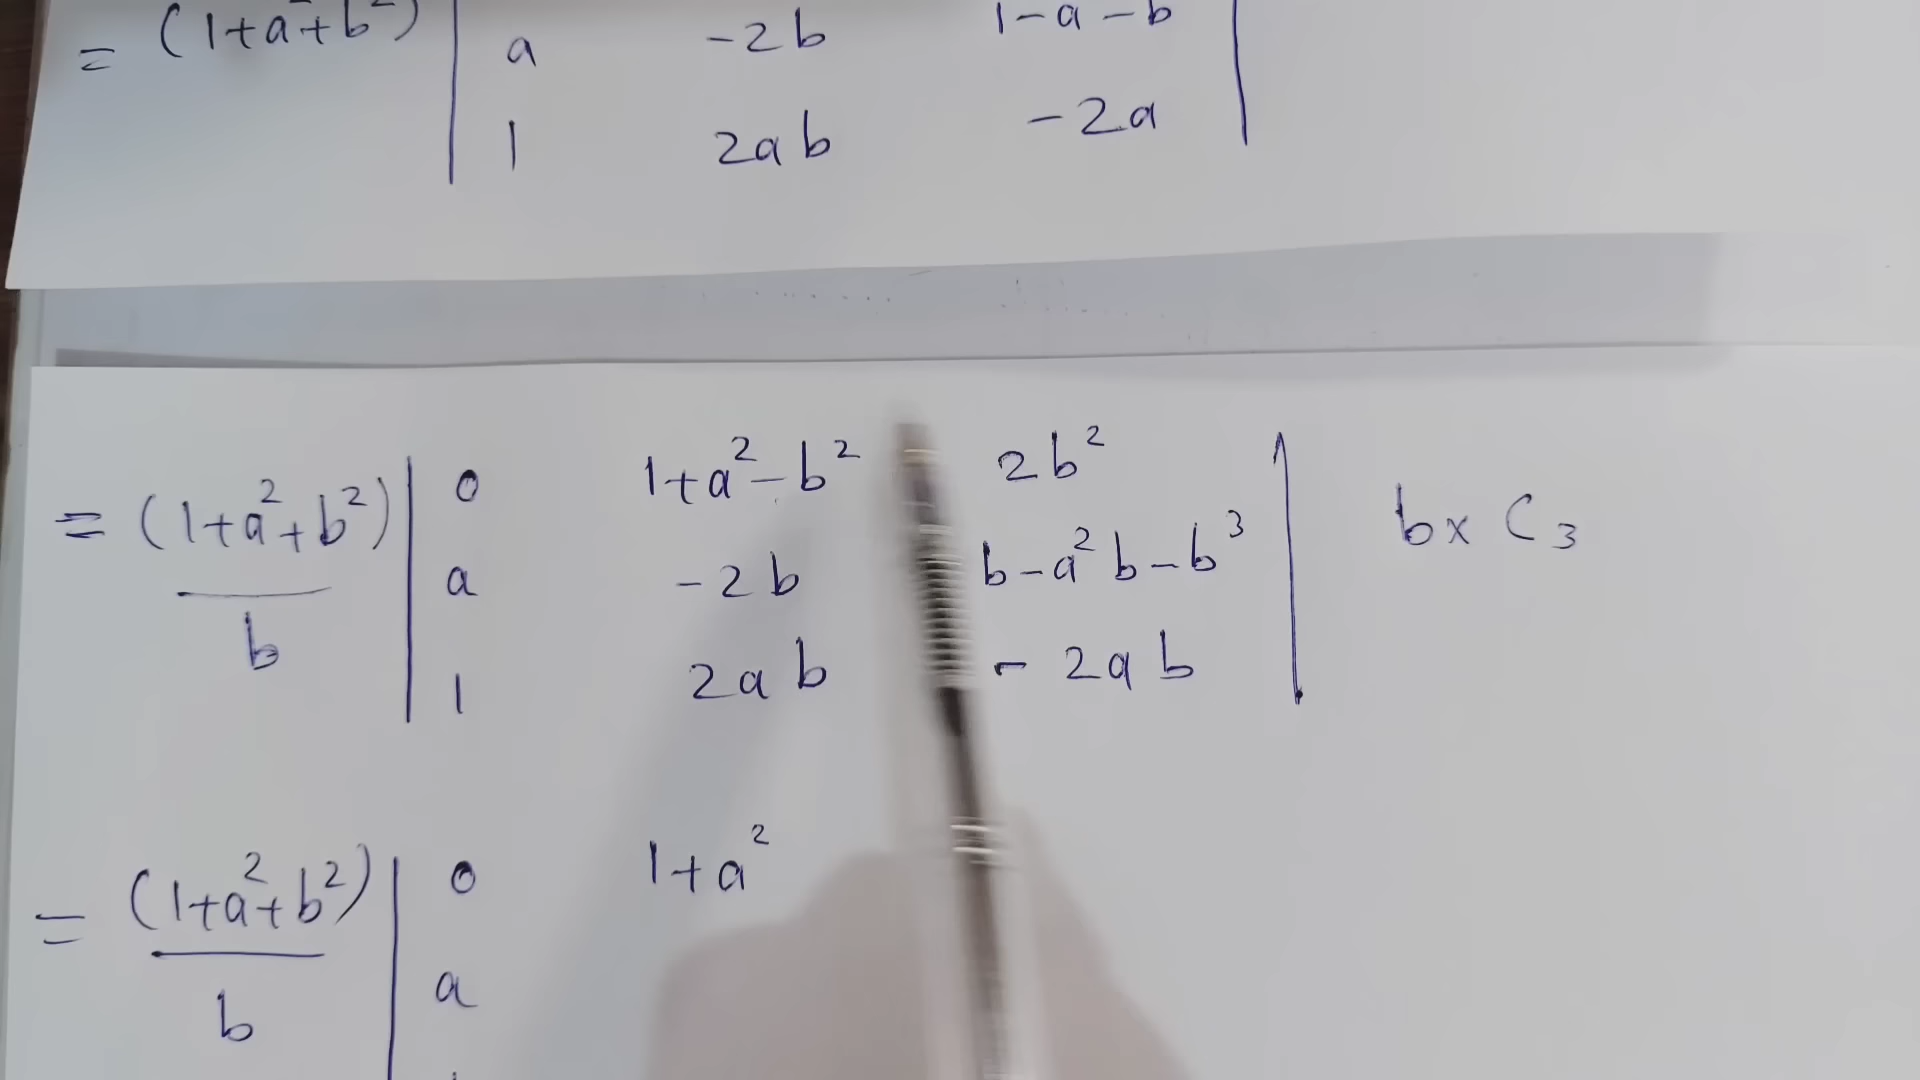 = (1+a²+b²) | a -2b 1-a-b |
1 2ab -2a
= (1+a²+b²)/b | 0 1+a²-b² 2b² | b x C₃
a -2b b-a²b-b³
1 2ab -2ab
= (1+a²+b²)/b | 0 1+a²
a